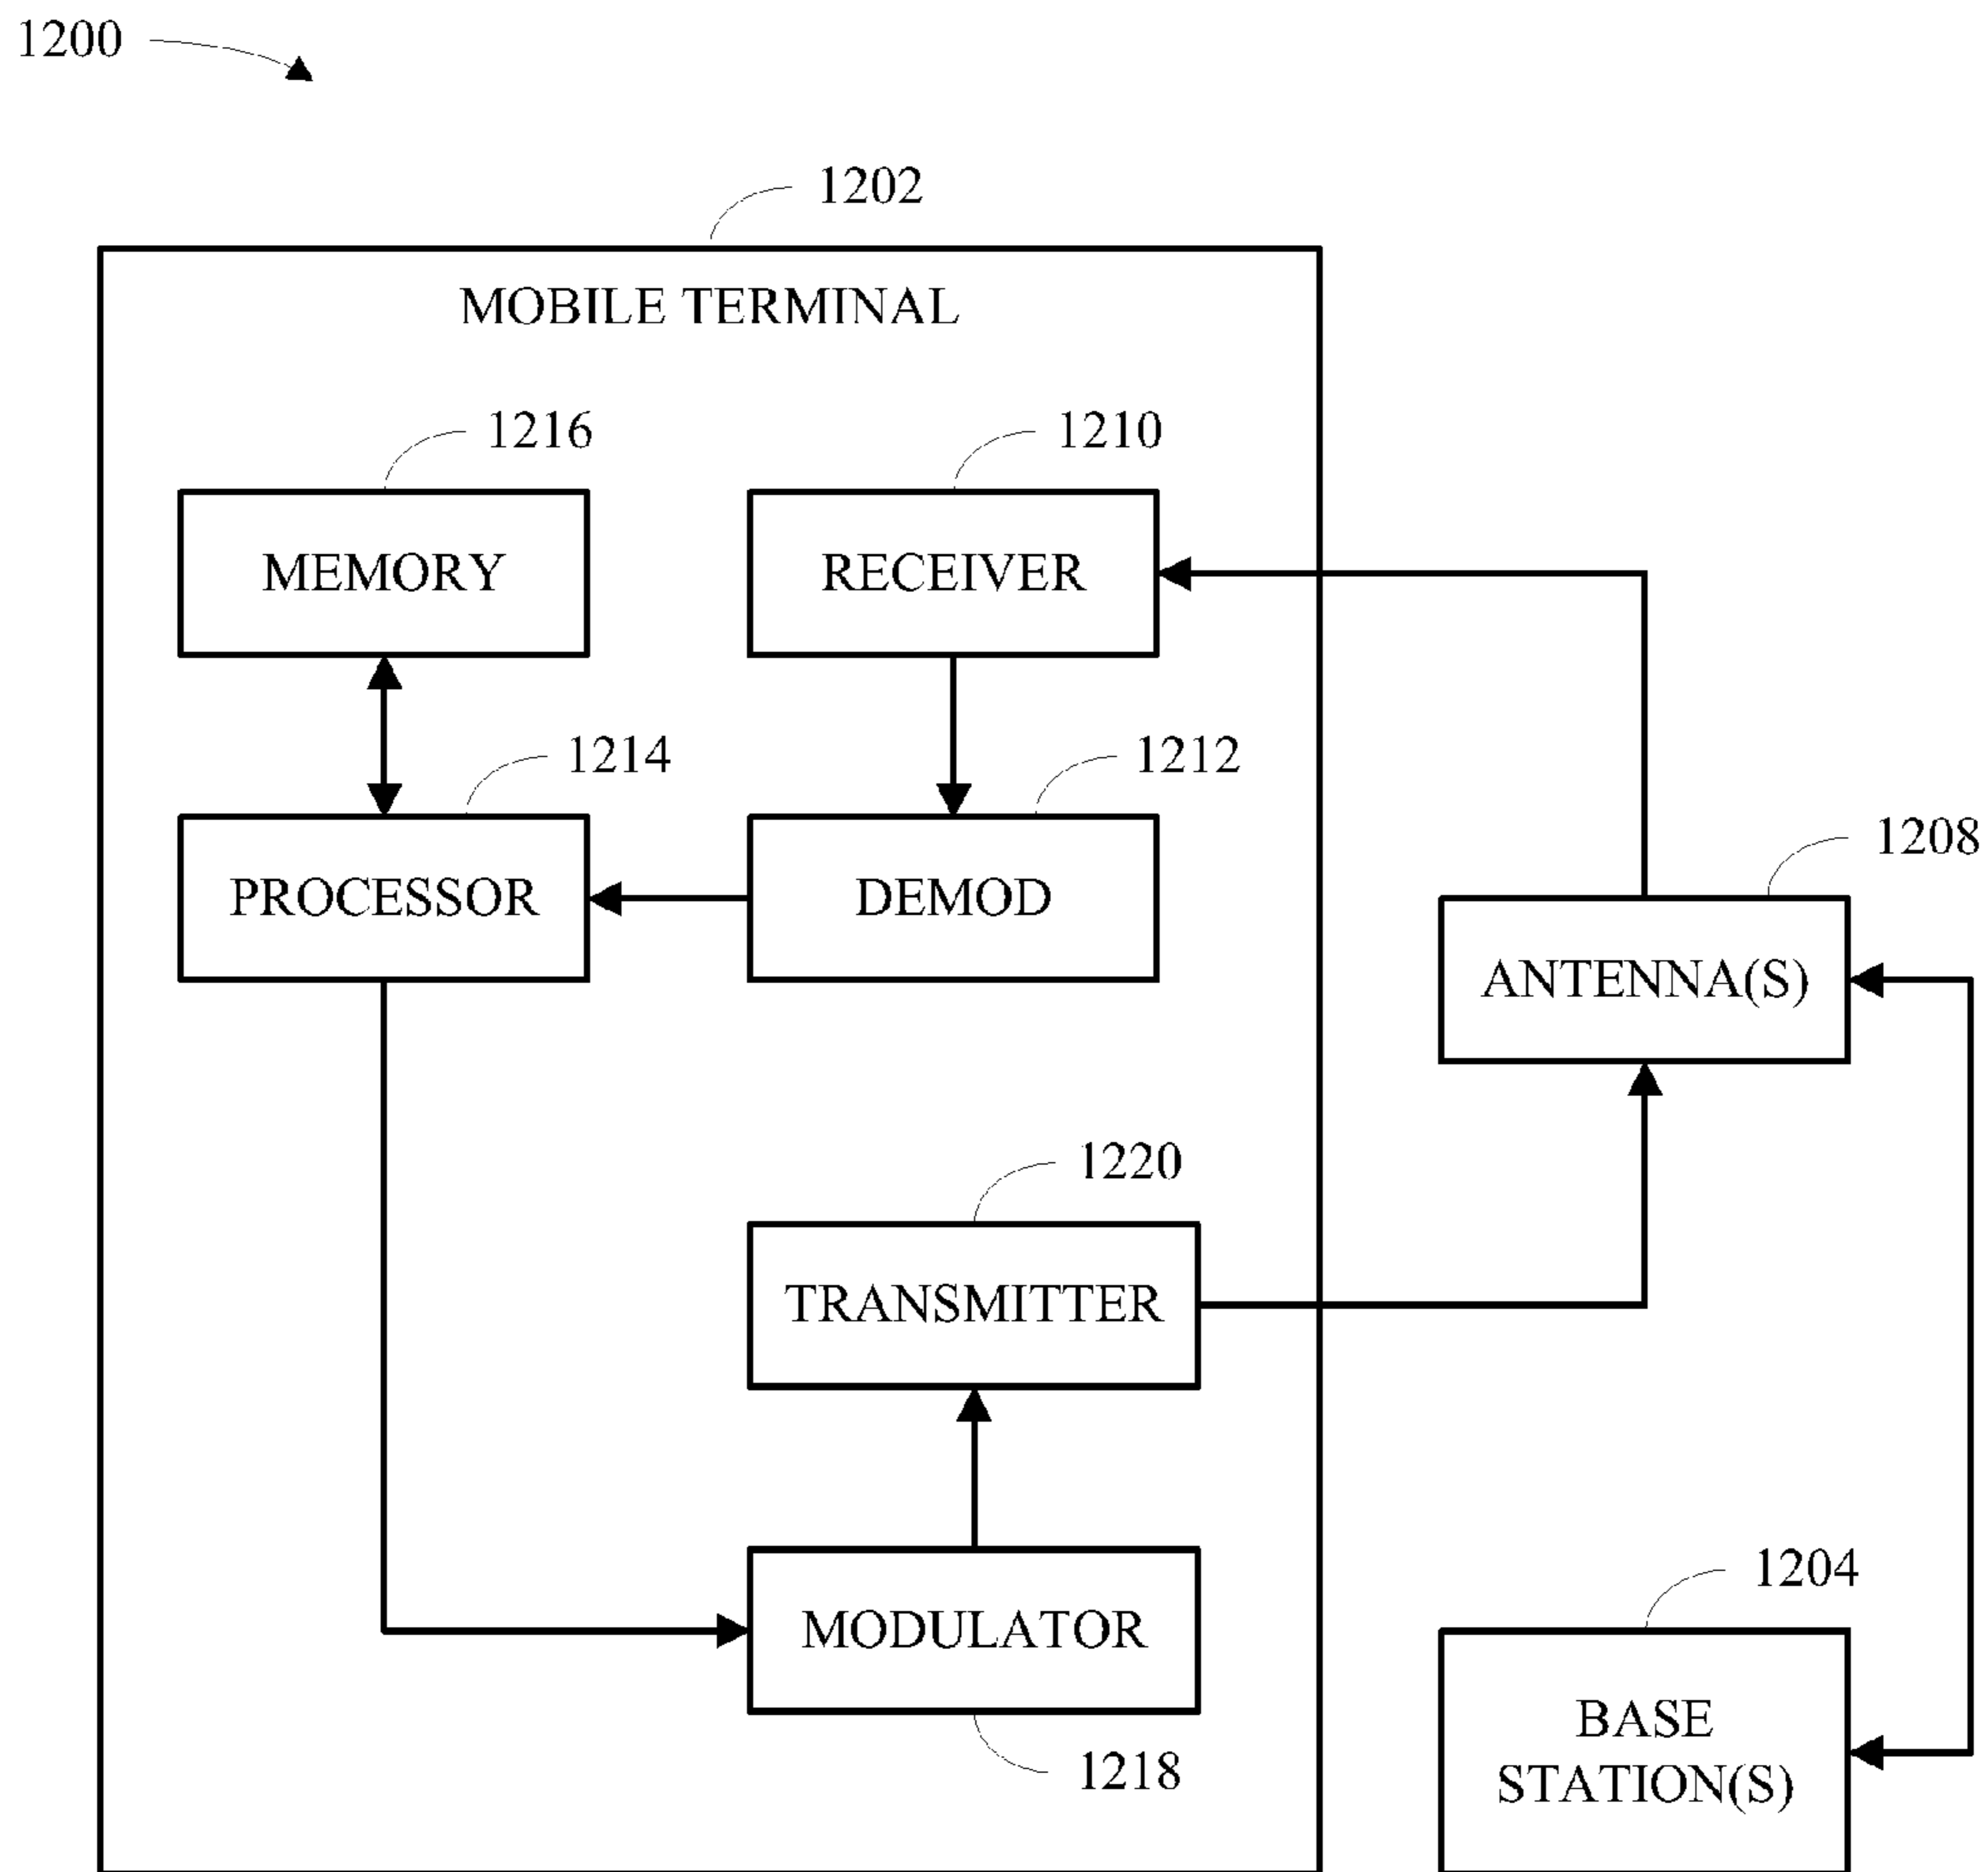 1200
1202
MOBILE TERMINAL
1216
1210
MEMORY
RECEIVER
1214
1212
1208
PROCESSOR
DEMOD
ANTENNA(S)
1220
TRANSMITTER
1204
MODULATOR
BASE
STATION(S)
1218